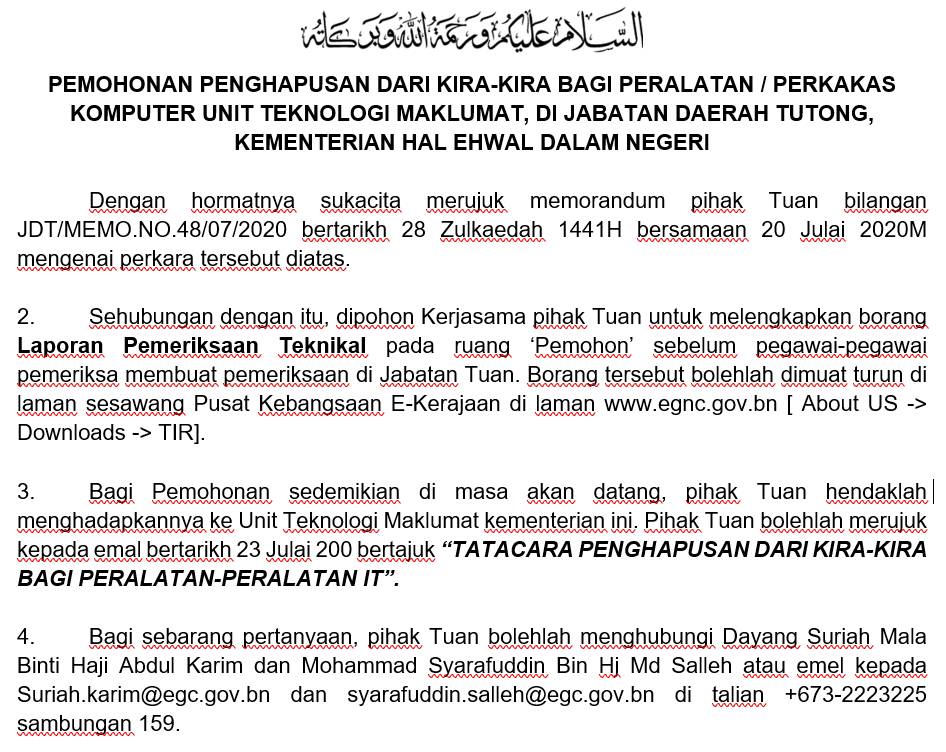 السلام عليكم ورحمة الله وبركاته
PEMOHONAN PENGHAPUSAN DARI KIRA-KIRA BAGI PERALATAN / PERKAKAS
KOMPUTER UNIT TEKNOLOGI MAKLUMAT, DI JABATAN DAERAH TUTONG,
KEMENTERIAN HAL EHWAL DALAM NEGERI
Dengan hormatnya sukacita merujuk memorandum pihak Tuan bilangan
JDT/MEMO.NO.48/07/2020 bertarikh 28 Zulkaedah 1441H bersamaan 20 Julai 2020M
mengenai perkara tersebut diatas.
2. Sehubungan dengan itu, dipohon Kerjasama pihak Tuan untuk melengkapkan borang
Laporan Pemeriksaan Teknikal pada ruang ‘Pemohon’ sebelum pegawai-pegawai
pemeriksa membuat pemeriksaan di Jabatan Tuan. Borang tersebut bolehlah dimuat turun di
laman sesawang Pusat Kebangsaan E-Kerajaan di laman www.egnc.gov.bn [ About US ->
Downloads -> TIR].
3. Bagi Pemohonan sedemikian di masa akan datang, pihak Tuan hendaklah
menghadapkannya ke Unit Teknologi Maklumat kementerian ini. Pihak Tuan bolehlah merujuk
kepada emal bertarikh 23 Julai 200 bertajuk “TATACARA PENGHAPUSAN DARI KIRA-KIRA
BAGI PERALATAN-PERALATAN IT”.
4. Bagi sebarang pertanyaan, pihak Tuan bolehlah menghubungi Dayang Suriah Mala
Binti Haji Abdul Karim dan Mohammad Syarafuddin Bin Hj Md Salleh atau emel kepada
Suriah.karim@egc.gov.bn dan syarafuddin.salleh@egc.gov.bn di talian +673-2223225
sambungan 159.